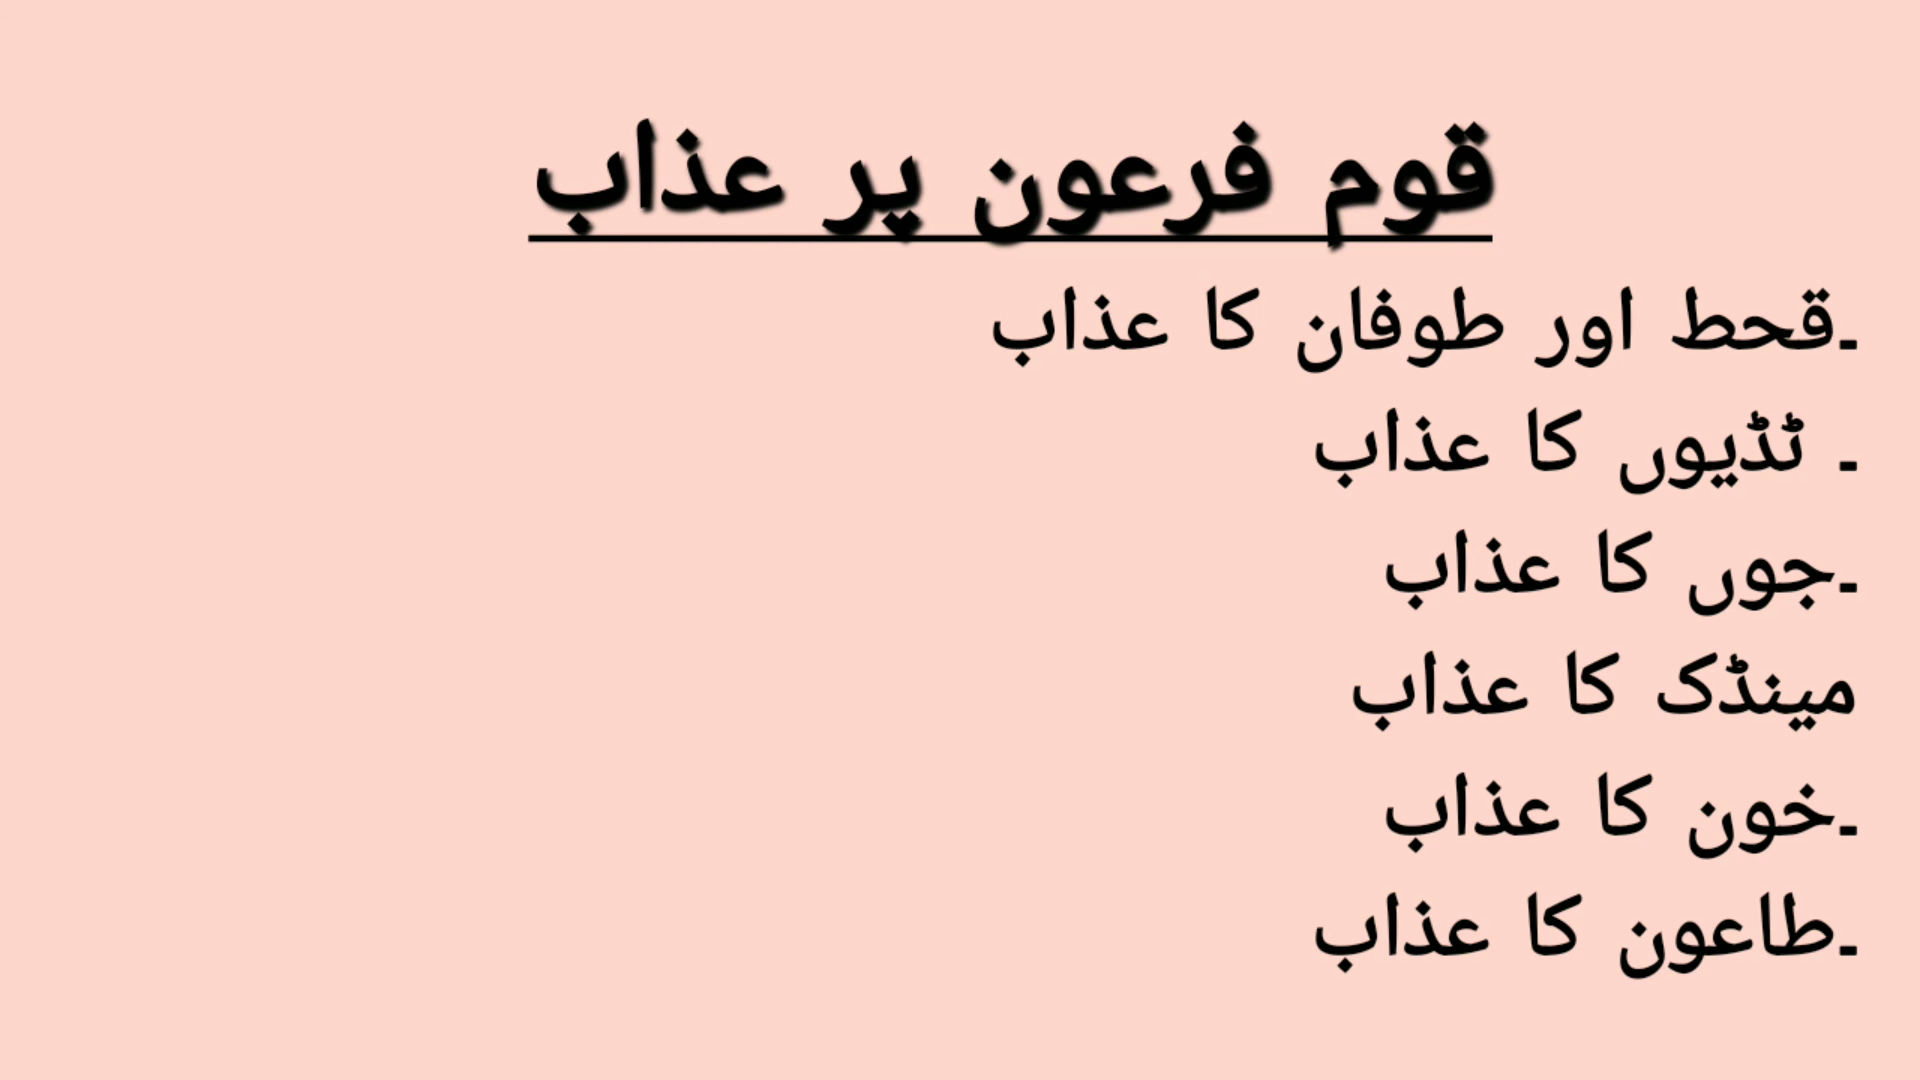 قوم فرعون پر عذاب
۔قحط اور طوفان کا عذاب
۔ ٹڈیوں کا عذاب
۔جوں کا عذاب
مینڈک کا عذاب
۔خون کا عذاب
۔طاعون کا عذاب